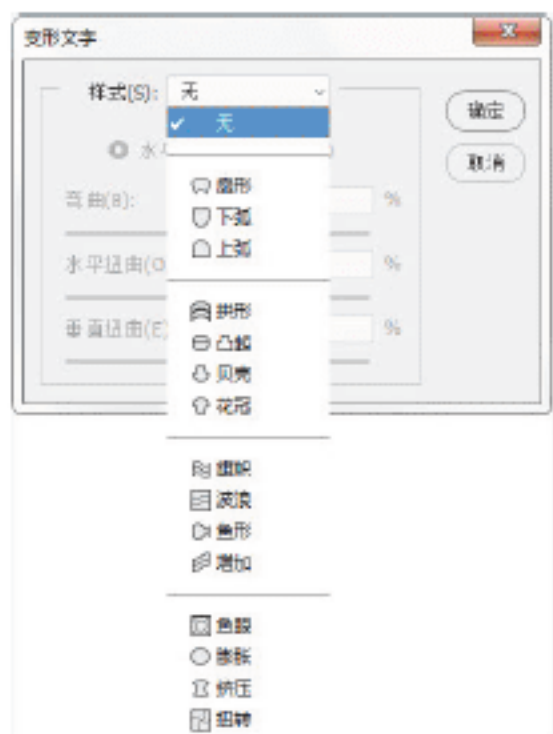 变形文字
样式(S): 无
确定
无
水
取消
扇形
弯曲(B): %
下弧
上弧
水平扭曲(O %
拱形
垂直扭曲(E) %
凸起
贝壳
花冠
旗帜
波浪
鱼形
增加
鱼眼
膨胀
挤压
扭转